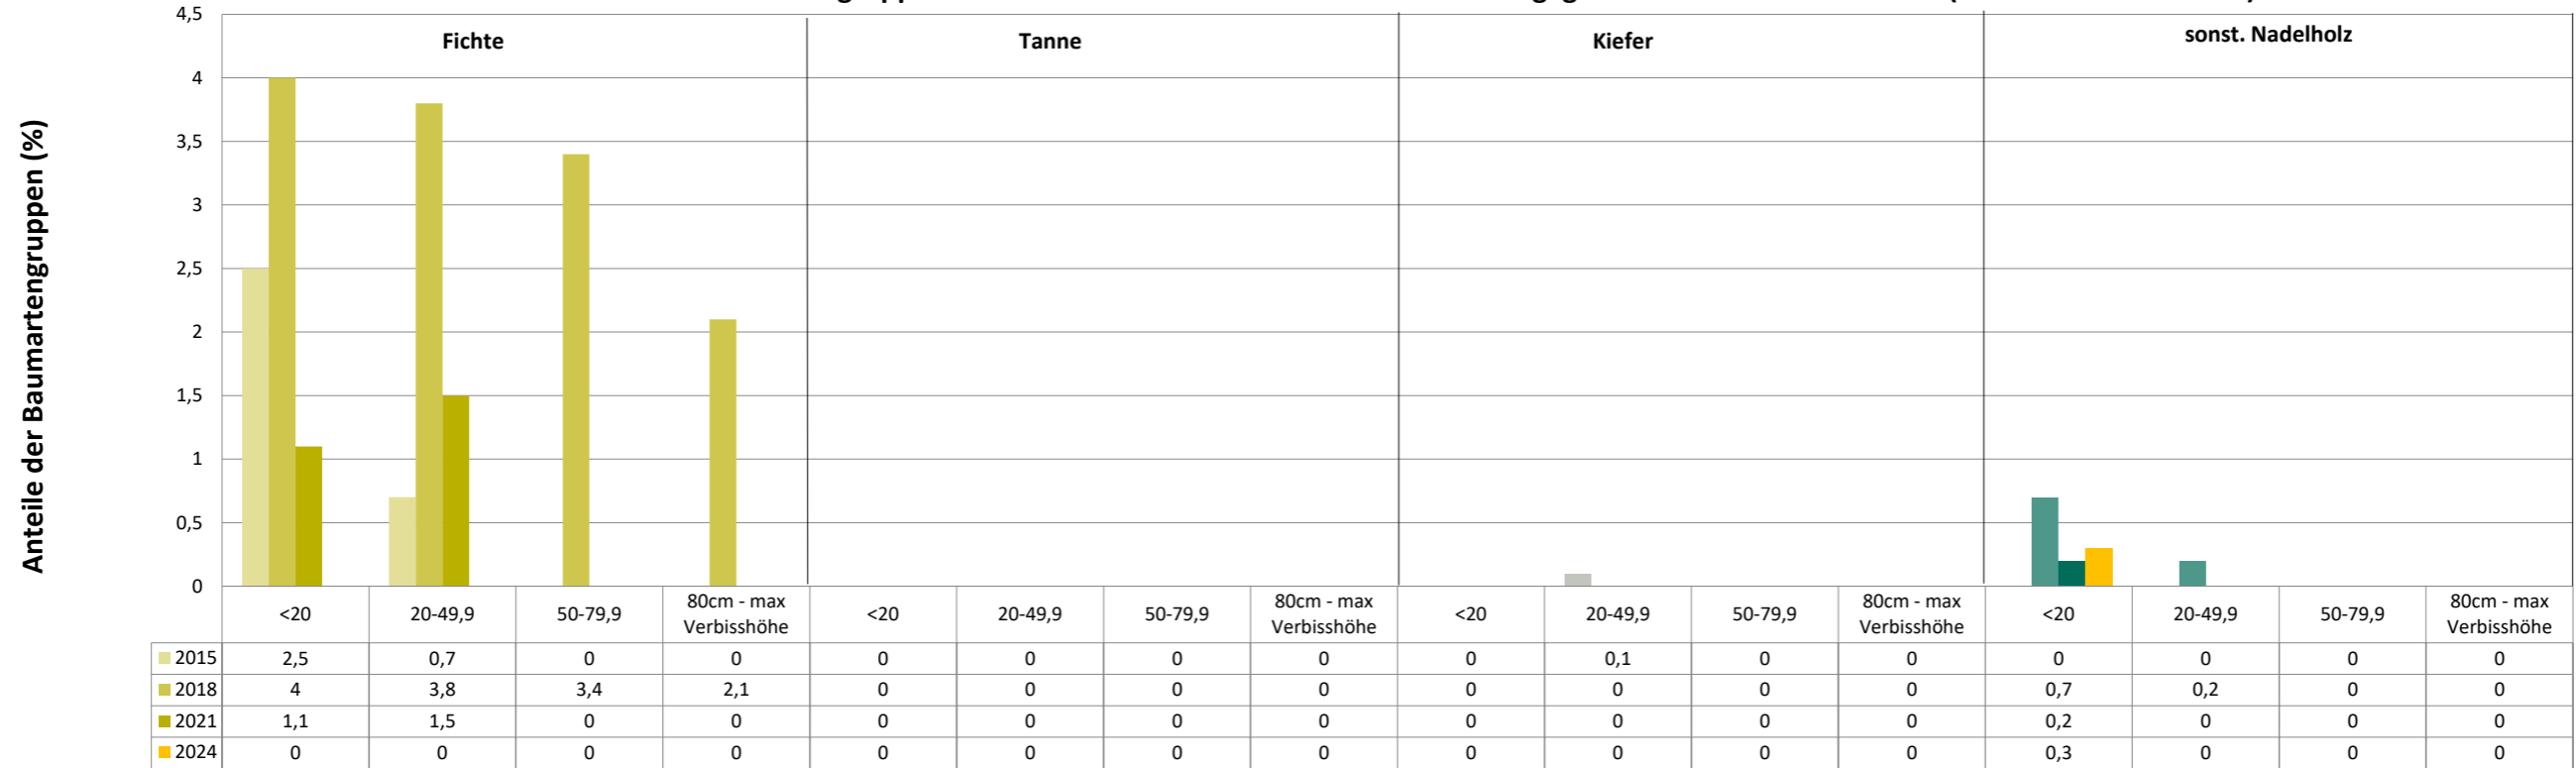 4,5
Fichte
Tanne
Kiefer
sonst. Nadelholz
4
3,5
3
2,5
2
1,5
1
0,5
0
Anteile der Baumartengruppen (%)
<20 20-49,9 50-79,9 80cm - max Verbisshöhe <20 20-49,9 50-79,9 80cm - max Verbisshöhe <20 20-49,9 50-79,9 80cm - max Verbisshöhe <20 20-49,9 50-79,9 80cm - max Verbisshöhe
2015 2,5 0,7 0 0 0 0 0 0 0 0,1 0 0 0 0 0 0
2018 4 3,8 3,4 2,1 0 0 0 0 0 0 0 0 0,7 0,2 0 0
2021 1,1 1,5 0 0 0 0 0 0 0 0 0 0 0,2 0 0 0
2024 0 0 0 0 0 0 0 0 0 0 0 0 0,3 0 0 0